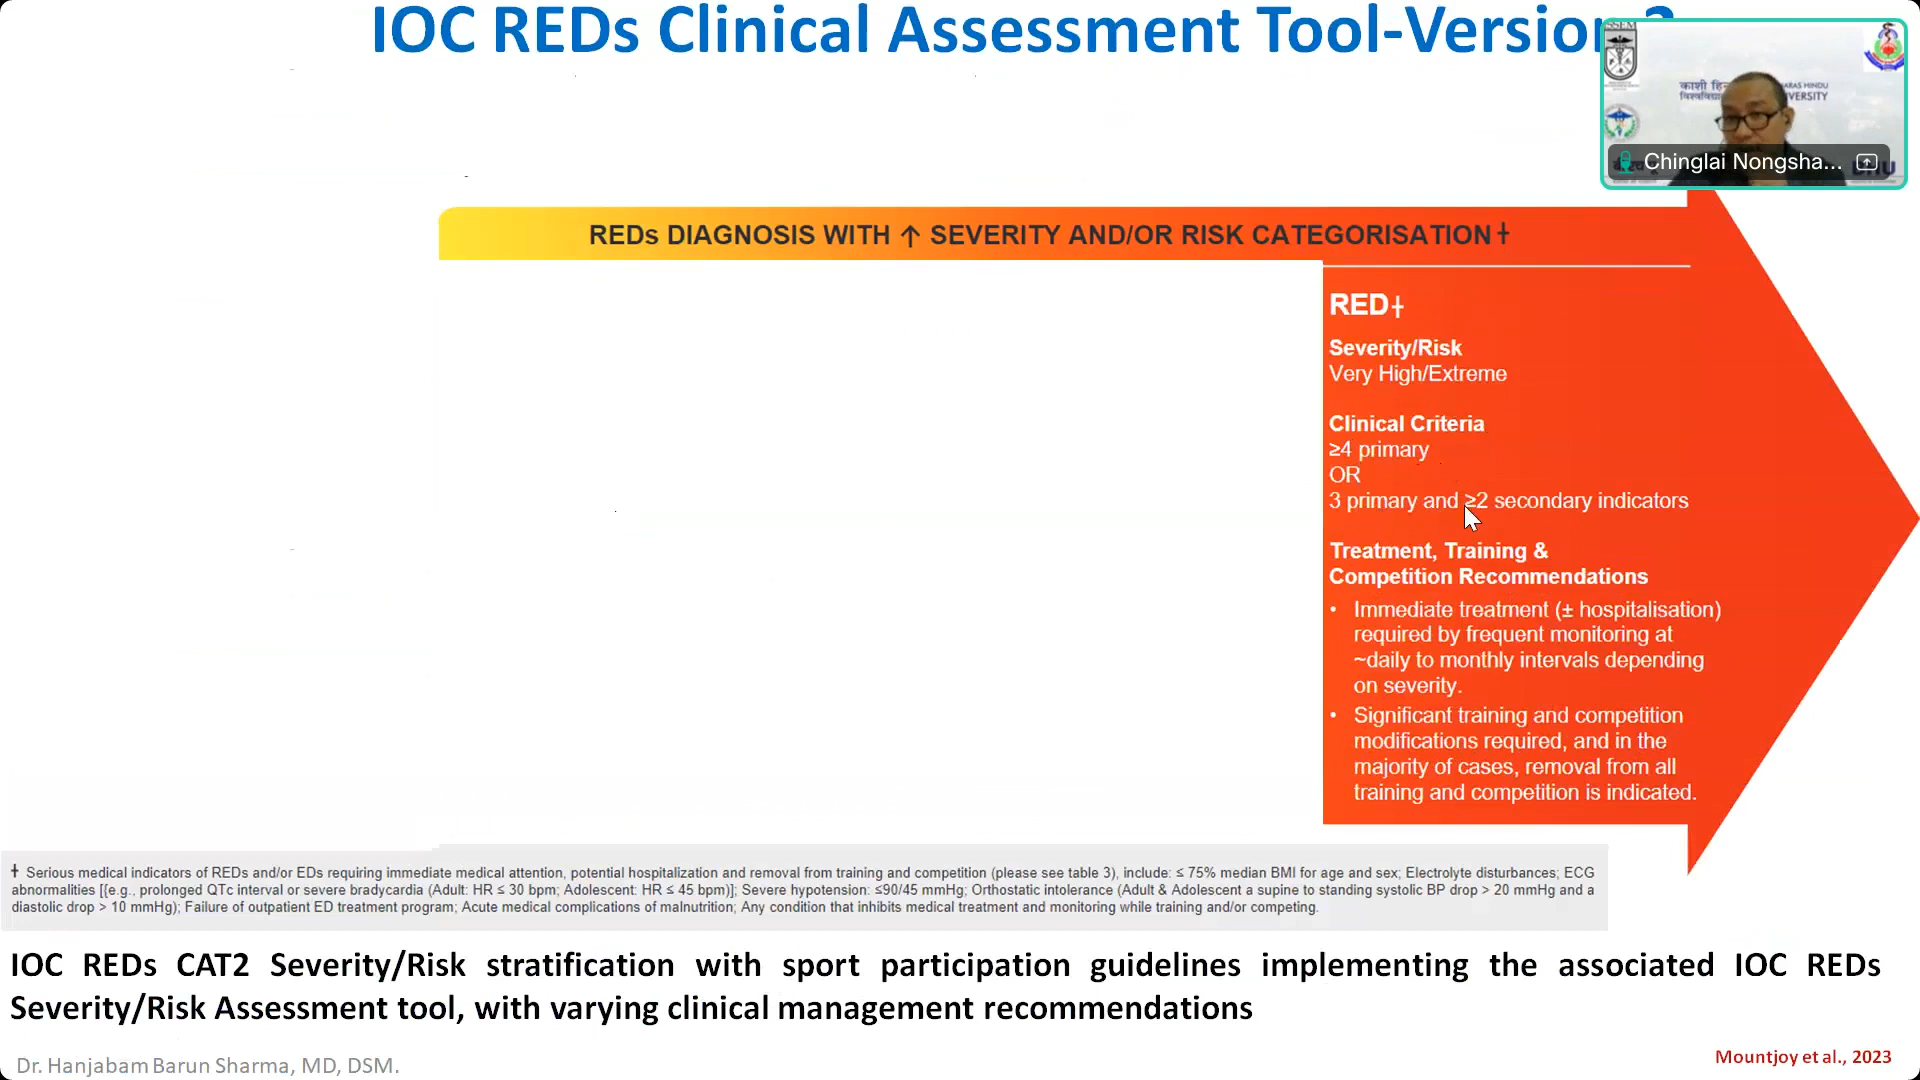 IOC REDs Clinical Assessment Tool-Version 2
काशी हि
ARAS HINDU
VERSITY
Chinglai Nongsha...
REDs DIAGNOSIS WITH ↑ SEVERITY AND/OR RISK CATEGORISATION†
RED†
Severity/Risk
Very High/Extreme
Clinical Criteria
≥4 primary
OR
3 primary and ≥2 secondary indicators
Treatment, Training &
Competition Recommendations
• Immediate treatment (± hospitalisation)
required by frequent monitoring at
~daily to monthly intervals depending
on severity.
• Significant training and competition
modifications required, and in the
majority of cases, removal from all
training and competition is indicated.
† Serious medical indicators of REDs and/or EDs requiring immediate medical attention, potential hospitalization and removal from training and competition (please see table 3), include: ≤ 75% median BMI for age and sex; Electrolyte disturbances; ECG
abnormalities [{e.g., prolonged QTc interval or severe bradycardia (Adult: HR ≤ 30 bpm; Adolescent: HR ≤ 45 bpm)]; Severe hypotension: ≤90/45 mmHg; Orthostatic intolerance (Adult & Adolescent a supine to standing systolic BP drop > 20 mmHg and a
diastolic drop > 10 mmHg); Failure of outpatient ED treatment program; Acute medical complications of malnutrition; Any condition that inhibits medical treatment and monitoring while training and/or competing.
IOC REDs CAT2 Severity/Risk stratification with sport participation guidelines implementing the associated IOC REDs
Severity/Risk Assessment tool, with varying clinical management recommendations
Dr. Hanjabam Barun Sharma, MD, DSM.
Mountjoy et al., 2023